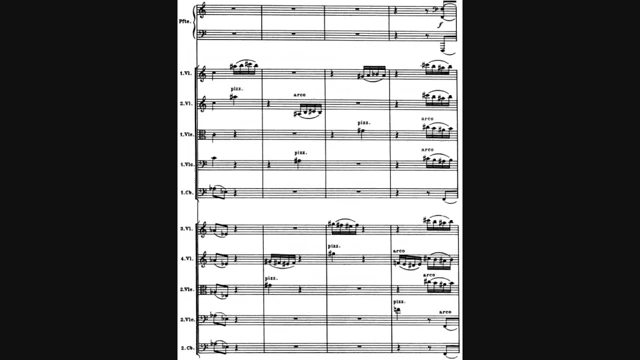 Pfte.
f
1.Vl.
pizz.
arco
2.Vl.
pizz.
arco
1.Vle.
pizz.
arco
1.Vlc.
1.Cb.
3.Vl.
pizz.
arco
4.Vl.
pizz.
arco
2.Vle.
pizz.
arco
2.Vlc.
2.Cb.